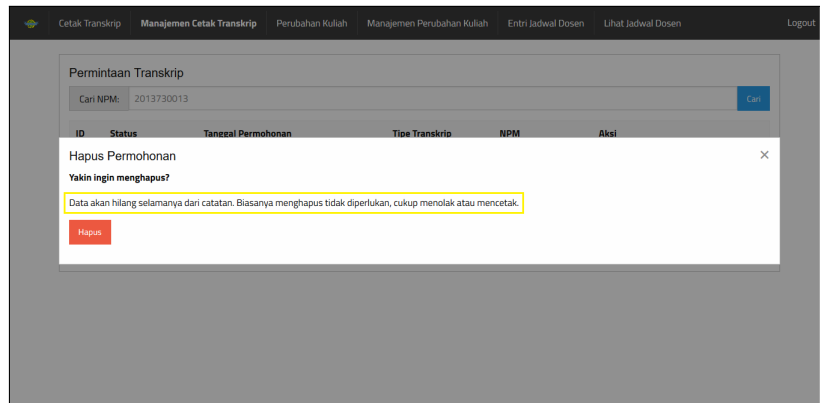 Cetak Transkrip Manajemen Cetak Transkrip Perubahan Kuliah Manajemen Perubahan Kuliah Entri Jadwal Dosen Lihat Jadwal Dosen Logout
Permintaan Transkrip
Cari NPM: 2013730013 Cari
ID Status Tanggal Permohonan Tipe Transkrip NPM Aksi
Hapus Permohonan ×
Yakin ingin menghapus?
Data akan hilang selamanya dari catatan. Biasanya menghapus tidak diperlukan, cukup menolak atau mencetak.
Hapus